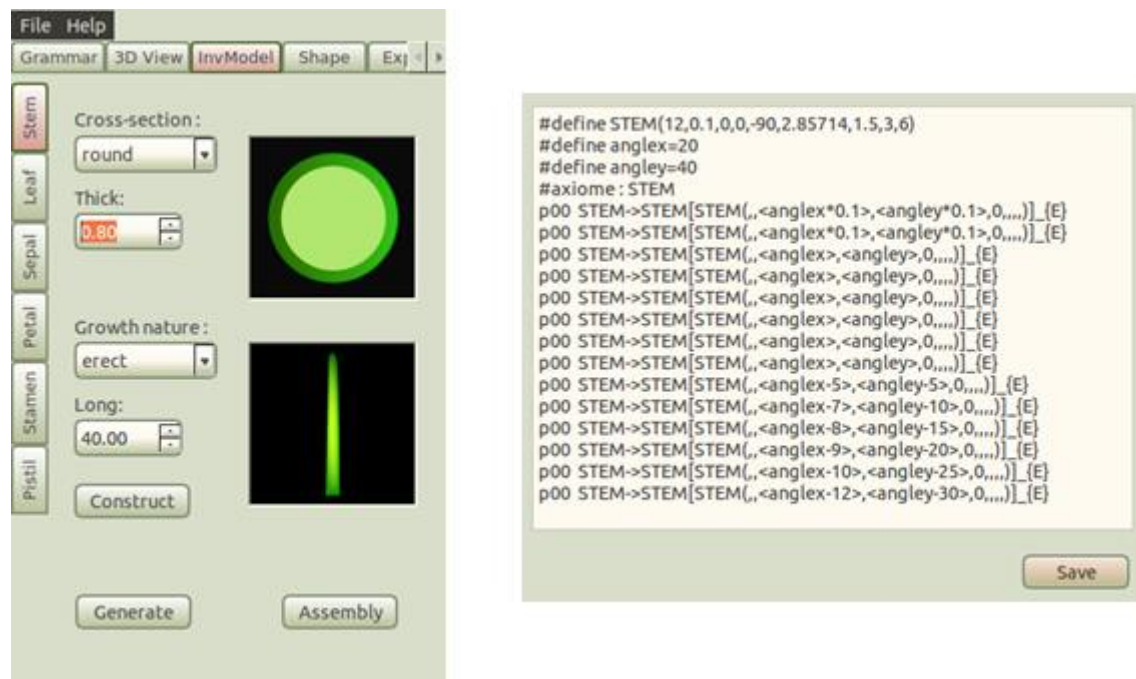 File Help
Grammar 3D View InvModel Shape Exp
Stem
Leaf
Sepal
Petal
Stamen
Pistil
Cross-section :
round
Thick:
0.80
Growth nature :
erect
Long:
40.00
Construct
Generate Assembly
#define STEM(12,0.1,0,0,-90,2.85714,1.5,3,6)
#define anglex=20
#define angley=40
#axiome : STEM
p00 STEM->STEM[STEM(,,<anglex*0.1>,<angley*0.1>,0,,,,)]_{E}
p00 STEM->STEM[STEM(,,<anglex*0.1>,<angley*0.1>,0,,,,)]_{E}
p00 STEM->STEM[STEM(,,<anglex>,<angley>,0,,,,)]_{E}
p00 STEM->STEM[STEM(,,<anglex>,<angley>,0,,,,)]_{E}
p00 STEM->STEM[STEM(,,<anglex>,<angley>,0,,,,)]_{E}
p00 STEM->STEM[STEM(,,<anglex>,<angley>,0,,,,)]_{E}
p00 STEM->STEM[STEM(,,<anglex>,<angley>,0,,,,)]_{E}
p00 STEM->STEM[STEM(,,<anglex>,<angley>,0,,,,)]_{E}
p00 STEM->STEM[STEM(,,<anglex-5>,<angley-5>,0,,,,)]_{E}
p00 STEM->STEM[STEM(,,<anglex-7>,<angley-10>,0,,,,)]_{E}
p00 STEM->STEM[STEM(,,<anglex-8>,<angley-15>,0,,,,)]_{E}
p00 STEM->STEM[STEM(,,<anglex-9>,<angley-20>,0,,,,)]_{E}
p00 STEM->STEM[STEM(,,<anglex-10>,<angley-25>,0,,,,)]_{E}
p00 STEM->STEM[STEM(,,<anglex-12>,<angley-30>,0,,,,)]_{E}
Save